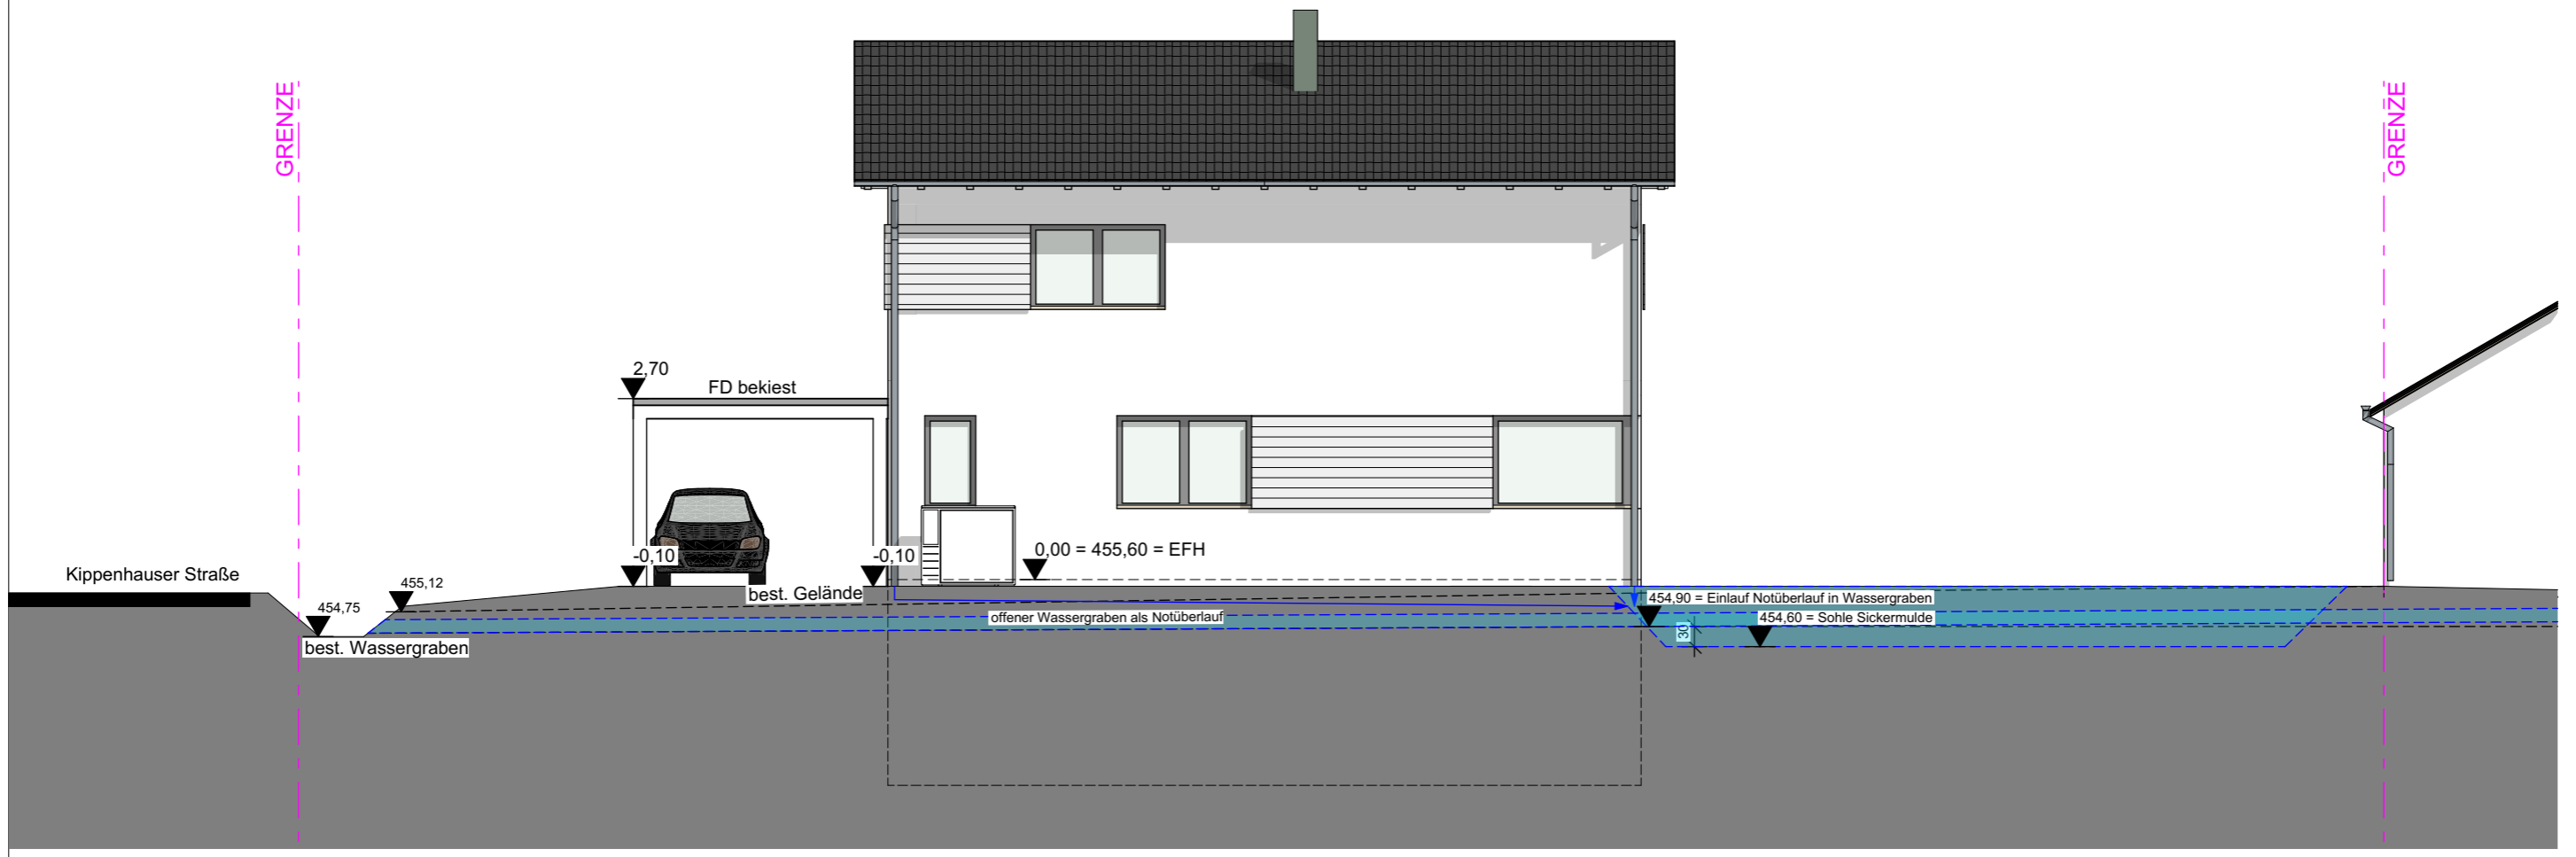 GRENZE
GRENZE
2,70
FD bekiest
-0,10
-0,10
0,00 = 455,60 = EFH
Kippenhauser Straße
455,12
454,75
best. Gelände
454,90 = Einlauf Notüberlauf in Wassergraben
offener Wassergraben als Notüberlauf
454,60 = Sohle Sickermulde
30
best. Wassergraben